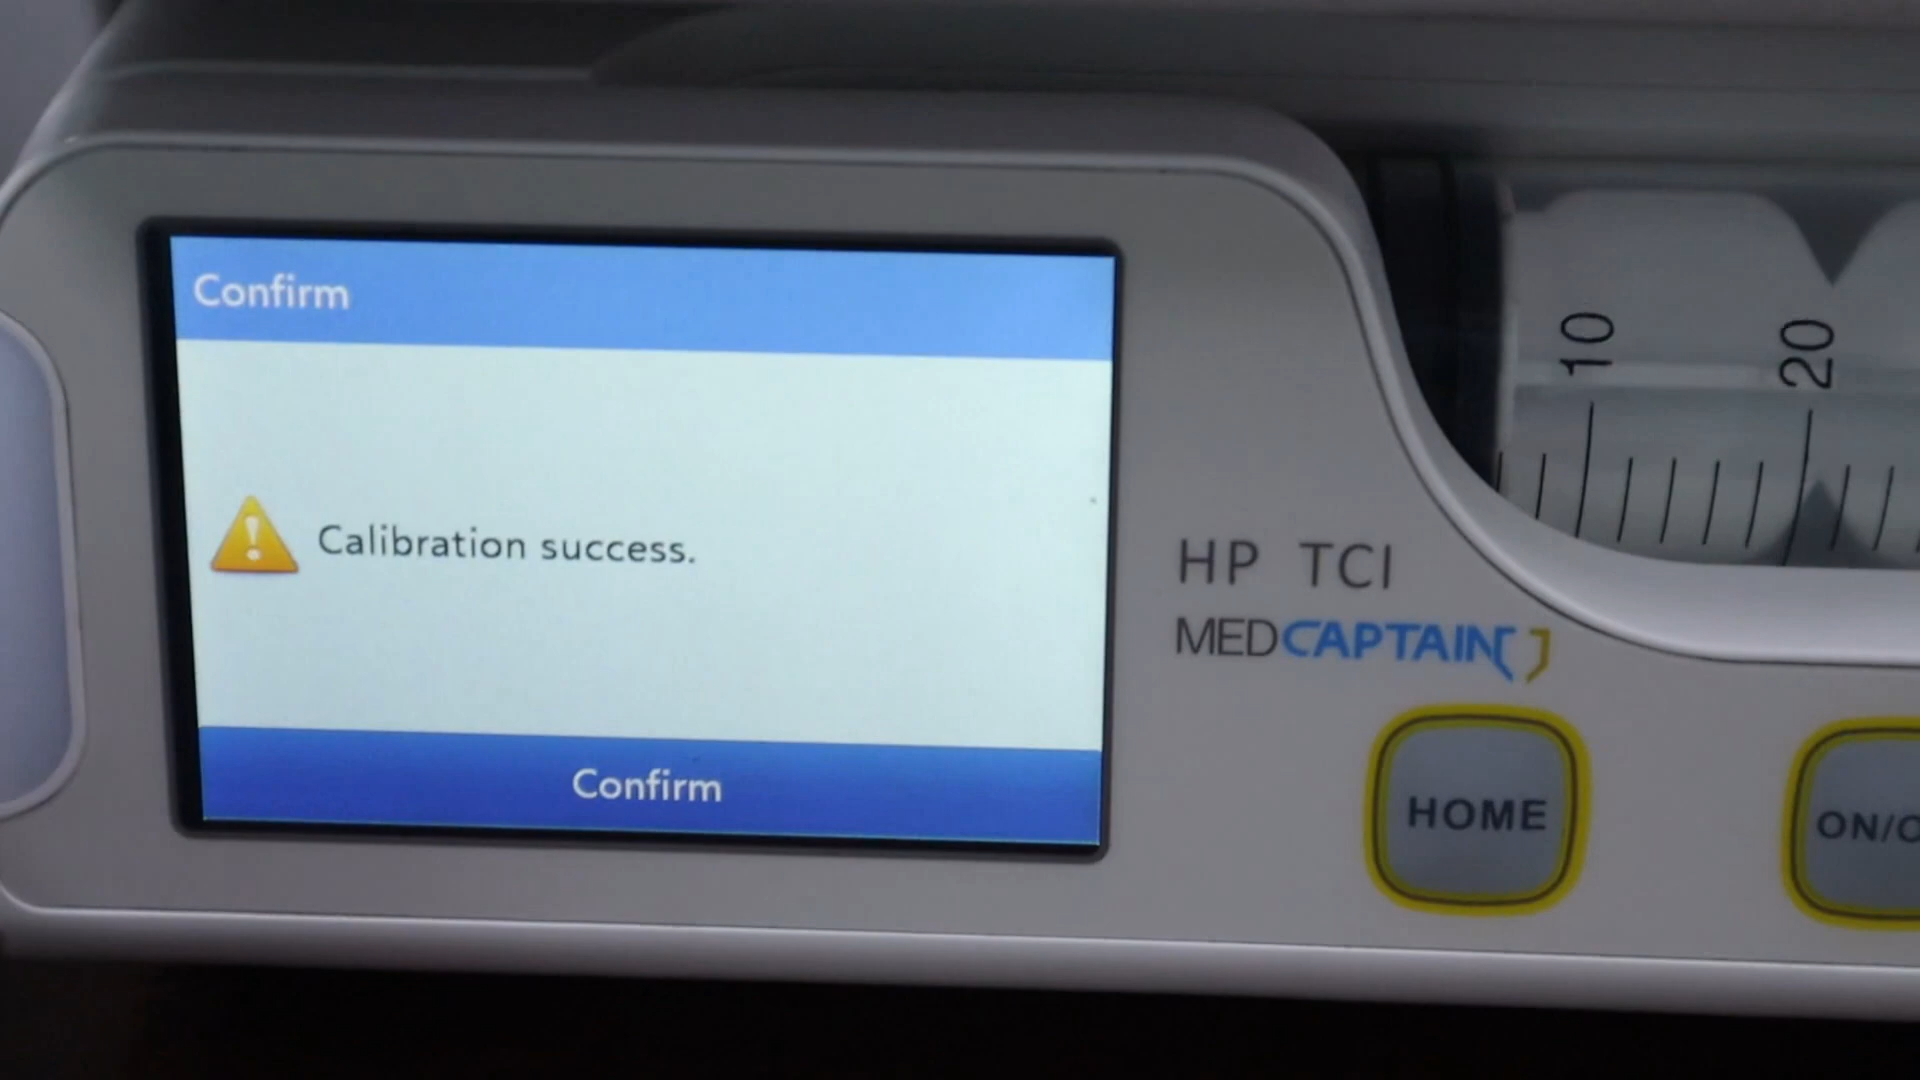 Confirm
Calibration success.
Confirm
HP TCI
MEDCAPTAIN
HOME
10
20